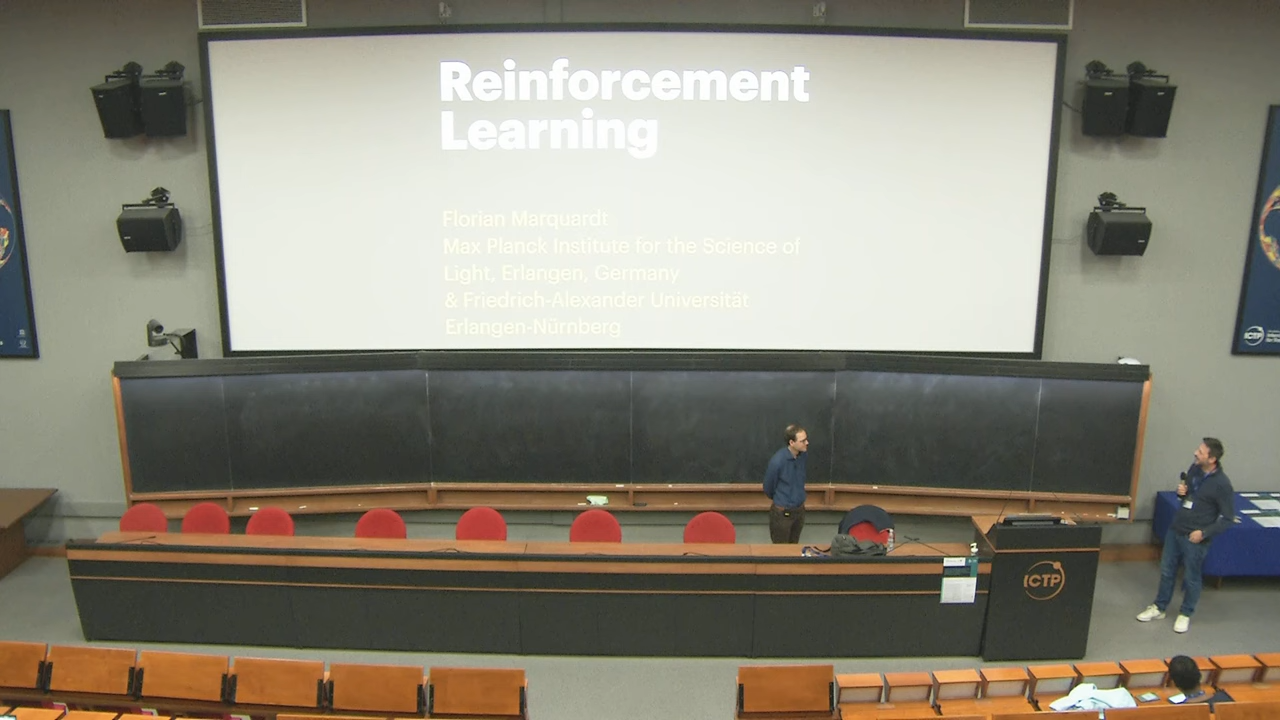 Reinforcement
Learning
Florian Marquardt
Max Planck Institute for the Science of
Light, Erlangen, Germany
& Friedrich-Alexander Universität
Erlangen-Nürnberg
ICTP
ICTP